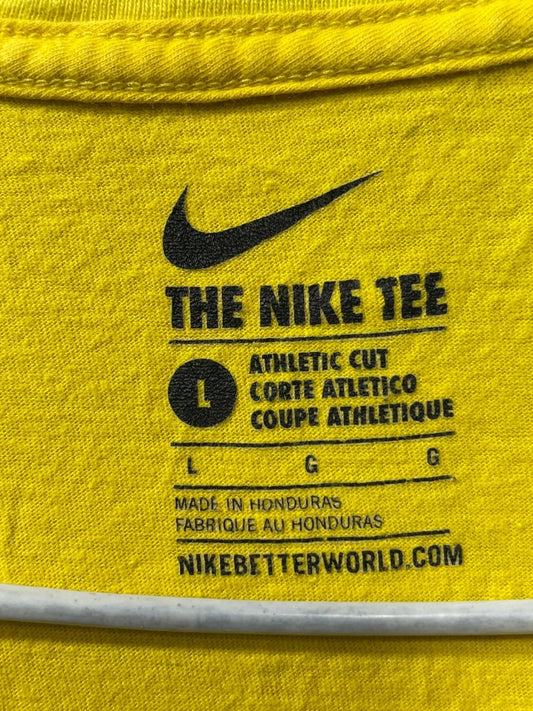 THE NIKE TEE
L
ATHLETIC CUT
CORTE ATLETICO
COUPE ATHLETIQUE
L G G
MADE IN HONDURAS
FABRIQUE AU HONDURAS
NIKEBETTERWORLD.COM